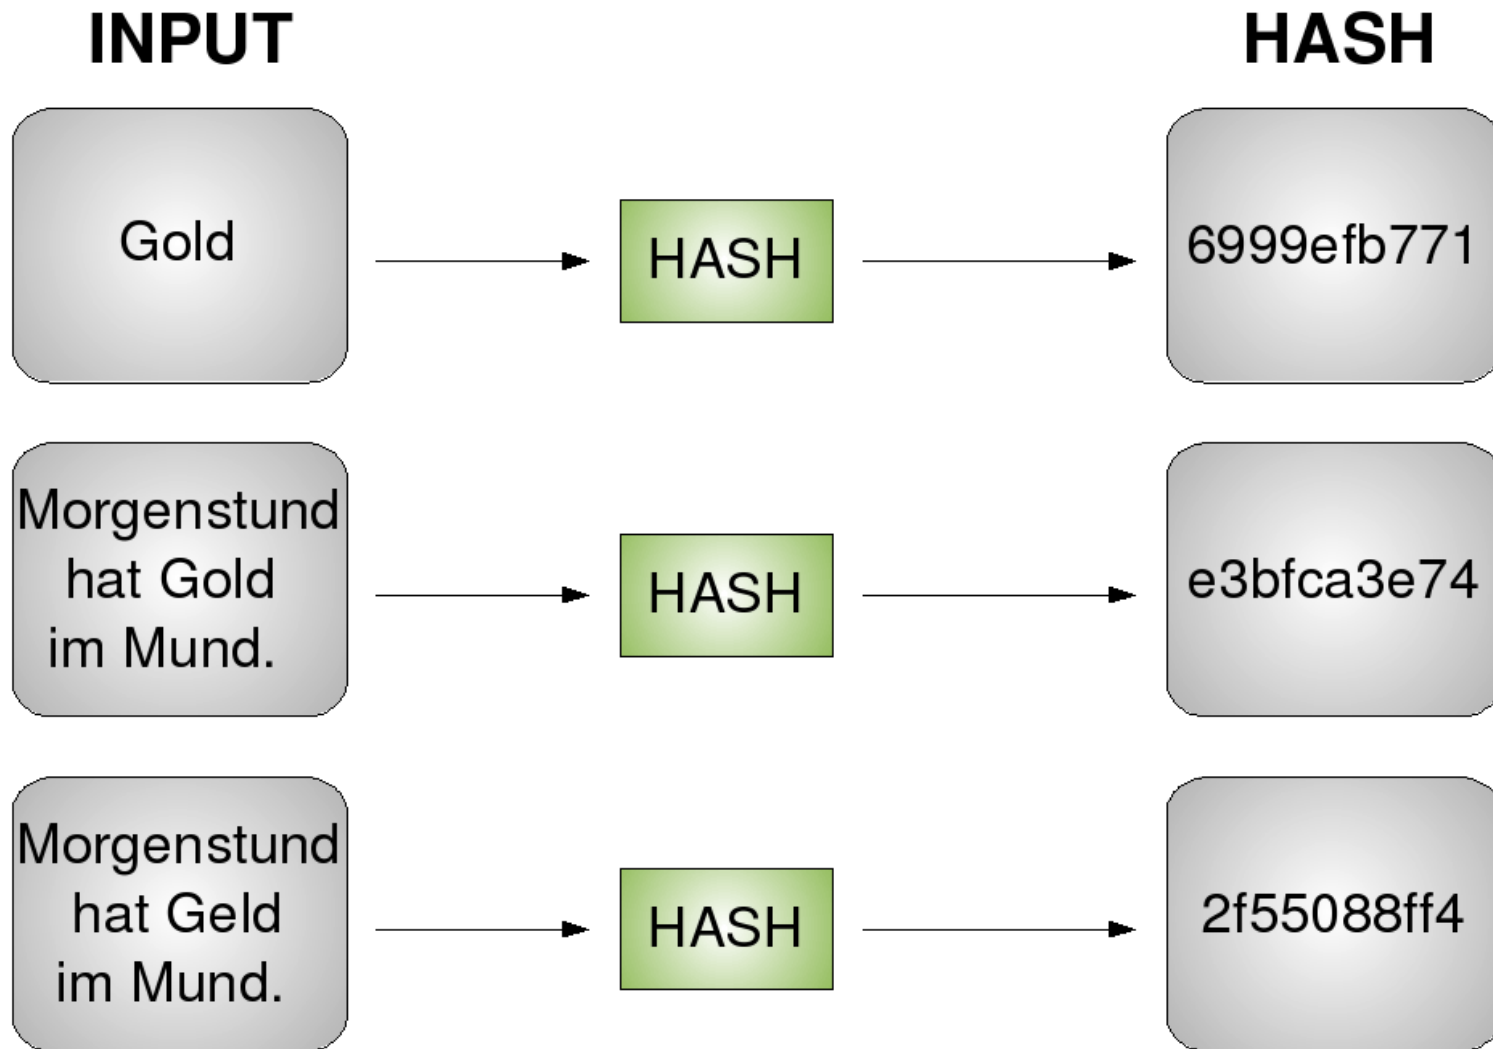 INPUT
HASH
Gold
HASH
6999efb771
Morgenstund
hat Gold
im Mund.
HASH
e3bfca3e74
Morgenstund
hat Geld
im Mund.
HASH
2f55088ff4